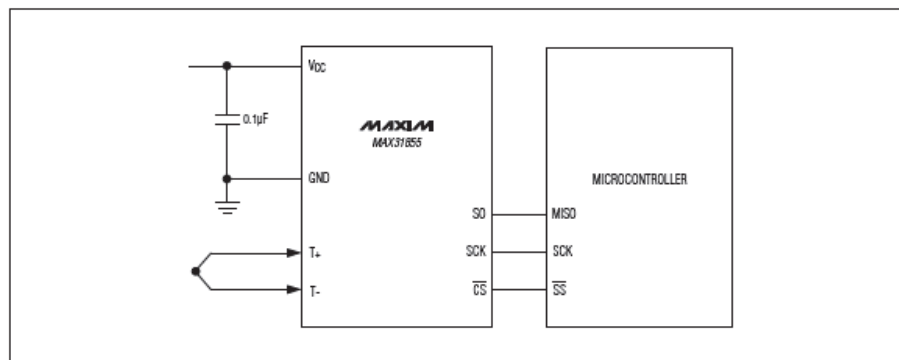 VCC
0.1µF
MAXIM
MAX31855
GND
MICROCONTROLLER
SO
MISO
SCK
SCK
T+
T-
CS
SS